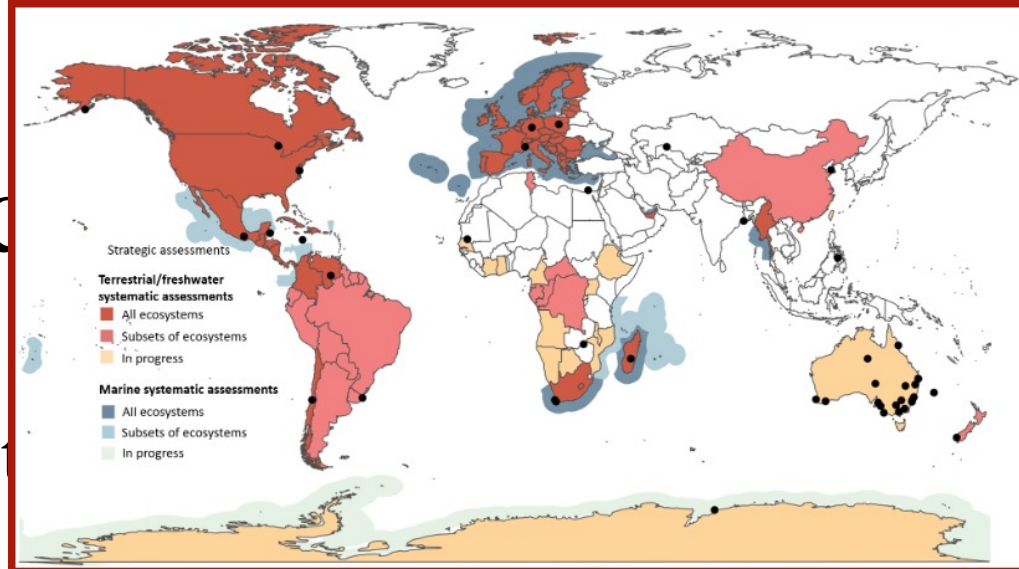 Strategic assessments
Terrestrial/freshwater
systematic assessments
All ecosystems
Subsets of ecosystems
In progress
Marine systematic assessments
All ecosystems
Subsets of ecosystems
In progress